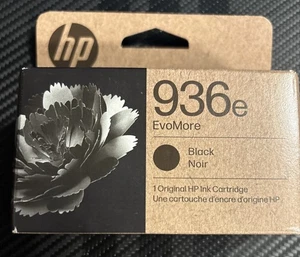 hp
936e
EvoMore
Black
Noir
1 Original HP Ink Cartridge
Une cartouche d'encre d'origine HP